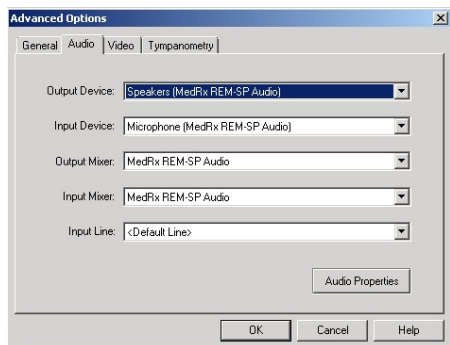 Advanced Options
General Audio Video Tympanometry
Output Device: Speakers (MedRx REM-SP Audio)
Input Device: Microphone (MedRx REM-SP Audio)
Output Mixer: MedRx REM-SP Audio
Input Mixer: MedRx REM-SP Audio
Input Line: <Default Line>
Audio Properties
OK Cancel Help